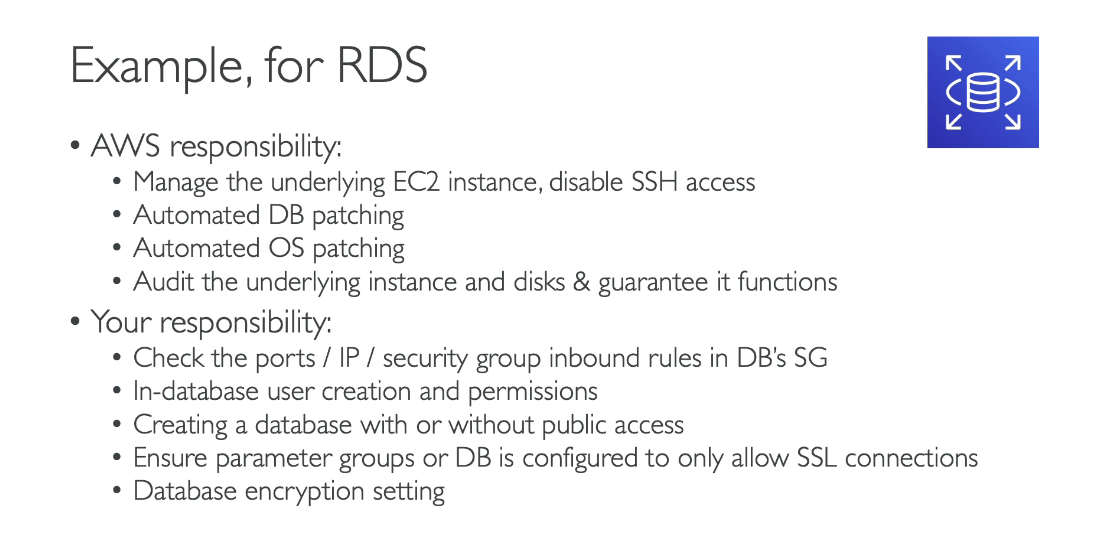 Example, for RDS
• AWS responsibility:
• Manage the underlying EC2 instance, disable SSH access
• Automated DB patching
• Automated OS patching
• Audit the underlying instance and disks & guarantee it functions
• Your responsibility:
• Check the ports / IP / security group inbound rules in DB’s SG
• In-database user creation and permissions
• Creating a database with or without public access
• Ensure parameter groups or DB is configured to only allow SSL connections
• Database encryption setting